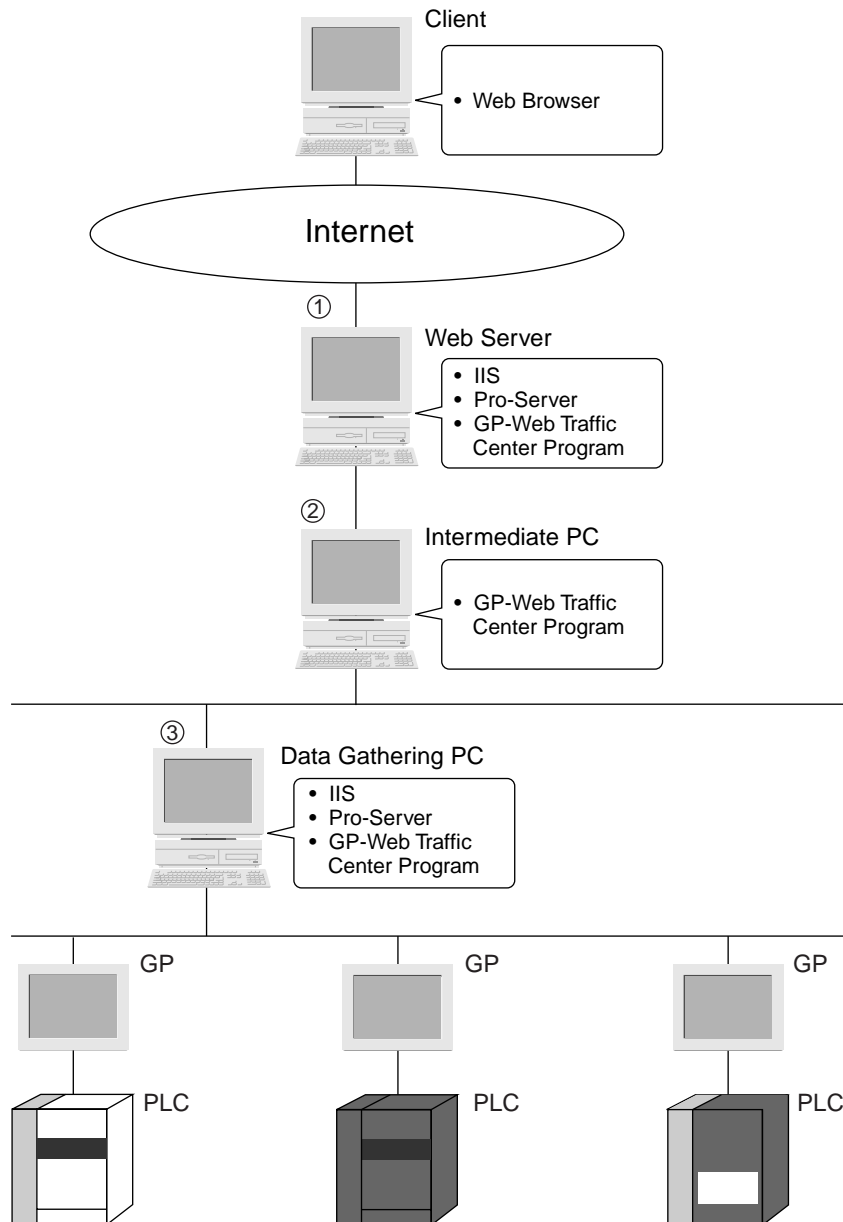 Client
• Web Browser
Internet
①
Web Server
• IIS
• Pro-Server
• GP-Web Traffic
Center Program
②
Intermediate PC
• GP-Web Traffic
Center Program
③
Data Gathering PC
• IIS
• Pro-Server
• GP-Web Traffic
Center Program
GP
GP
GP
PLC
PLC
PLC